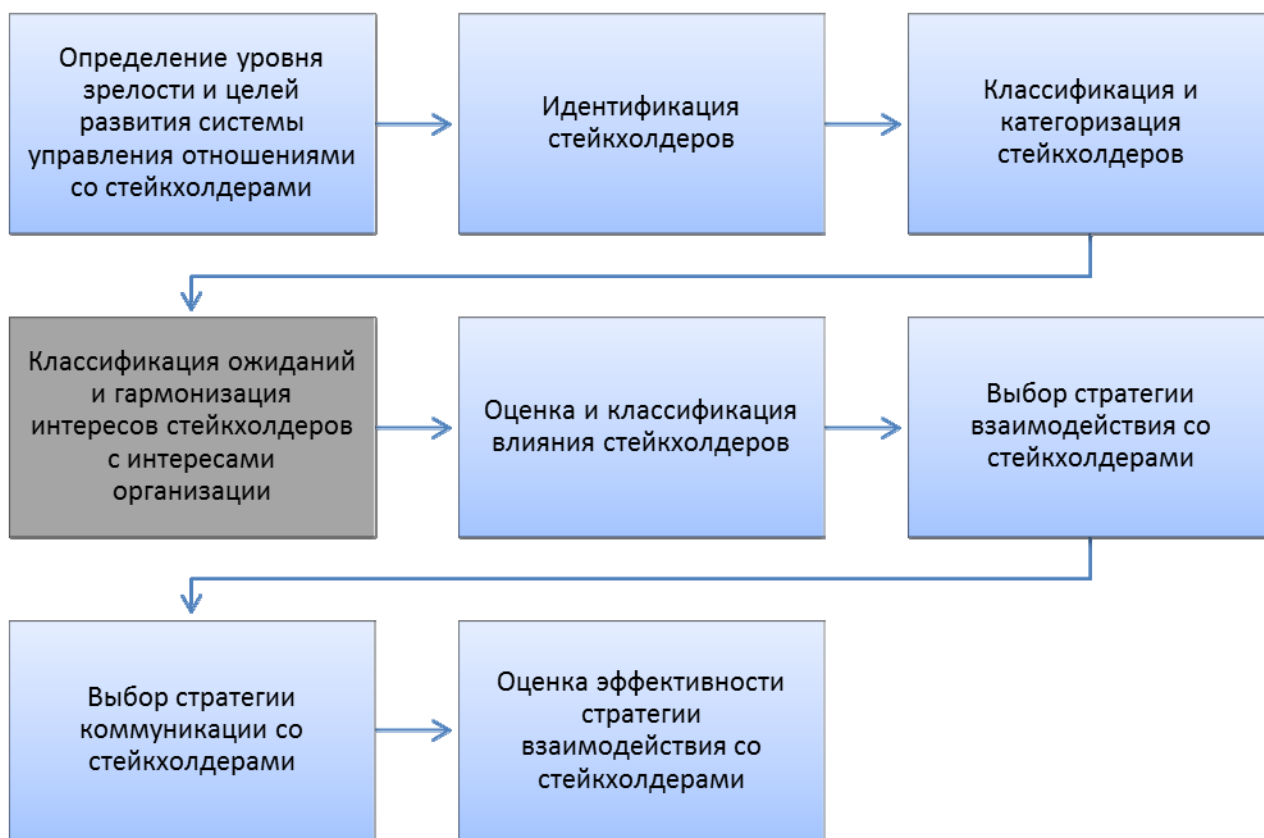 Определение уровня
зрелости и целей
развития системы
управления отношениями
со стейкхолдерами
Идентификация
стейкхолдеров
Классификация и
категоризация
стейкхолдеров
Классификация ожиданий
и гармонизация
интересов стейкхолдеров
с интересами
организации
Оценка и классификация
влияния стейкхолдеров
Выбор стратегии
взаимодействия со
стейкхолдерами
Выбор стратегии
коммуникации со
стейкхолдерами
Оценка эффективности
стратегии
взаимодействия со
стейкхолдерами